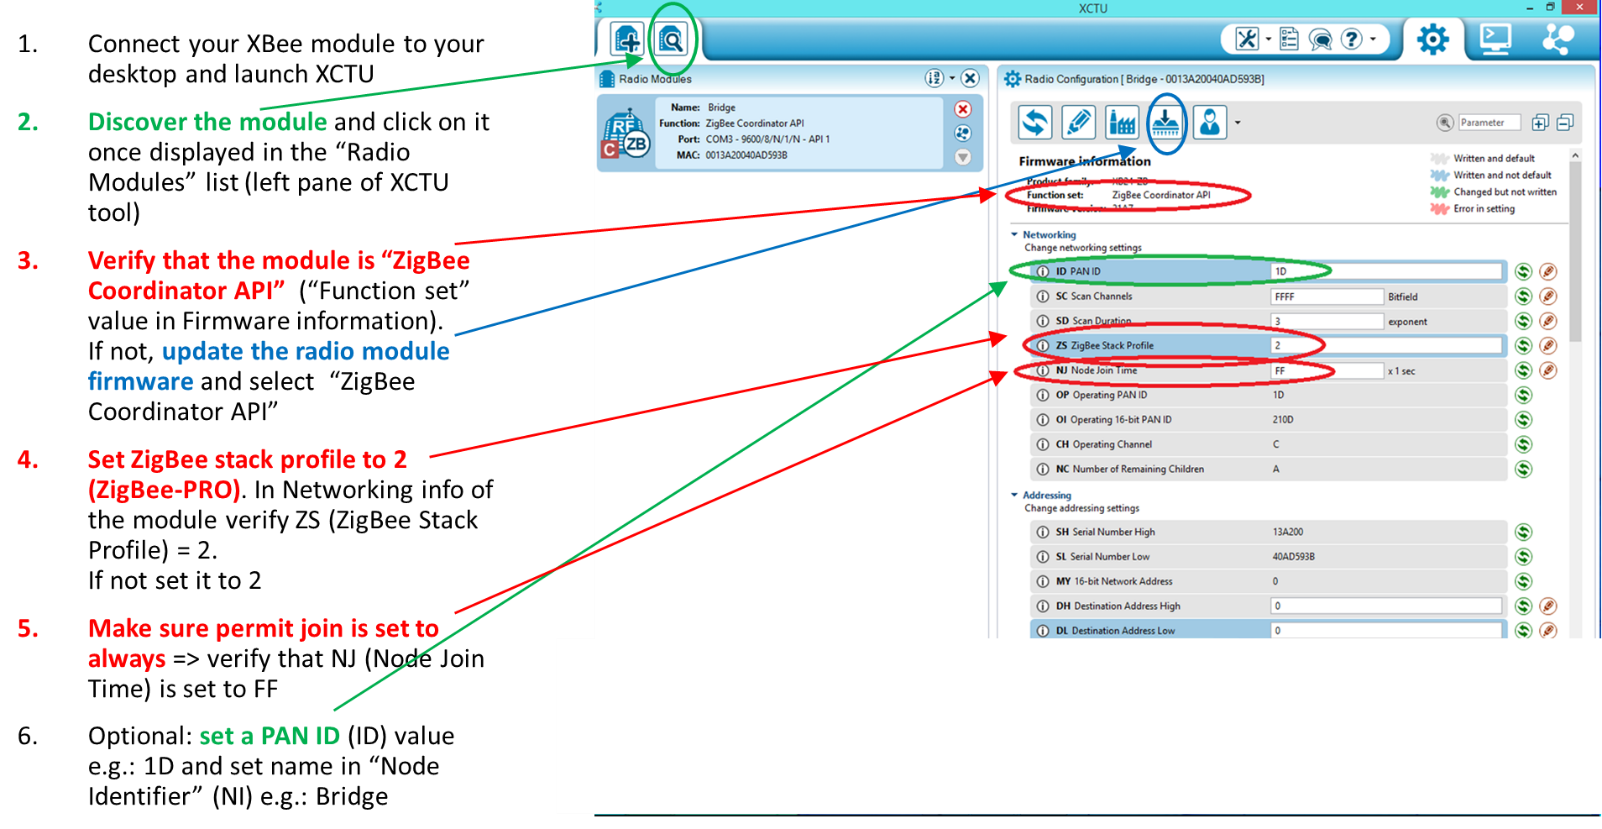 1. Connect your XBee module to your
desktop and launch XCTU
2. Discover the module and click on it
once displayed in the “Radio
Modules” list (left pane of XCTU
tool)
3. Verify that the module is “ZigBee
Coordinator API” (“Function set”
value in Firmware information).
If not, update the radio module
firmware and select “ZigBee
Coordinator API”
4. Set ZigBee stack profile to 2
(ZigBee-PRO). In Networking info of
the module verify ZS (ZigBee Stack
Profile) = 2.
If not set it to 2
5. Make sure permit join is set to
always => verify that NJ (Node Join
Time) is set to FF
6. Optional: set a PAN ID (ID) value
e.g.: 1D and set name in “Node
Identifier” (NI) e.g.: Bridge
XCTU
Radio Modules
Name: Bridge
Function: ZigBee Coordinator API
Port: COM3 - 9600/8/N/1/N - API 1
MAC: 0013A20040AD593B
RF
C ZB
Radio Configuration [ Bridge - 0013A20040AD593B]
Parameter
Firmware information
Product family:
Function set: ZigBee Coordinator API
Firmware version: 21A7
Written and default
Written and not default
Changed but not written
Error in setting
Networking
Change networking settings
ID PAN ID 1D
SC Scan Channels FFFF Bitfield
SD Scan Duration 3 exponent
ZS ZigBee Stack Profile 2
NJ Node Join Time FF x 1 sec
OP Operating PAN ID 1D
OI Operating 16-bit PAN ID 210D
CH Operating Channel C
NC Number of Remaining Children A
Addressing
Change addressing settings
SH Serial Number High 13A200
SL Serial Number Low 40AD593B
MY 16-bit Network Address 0
DH Destination Address High 0
DL Destination Address Low 0